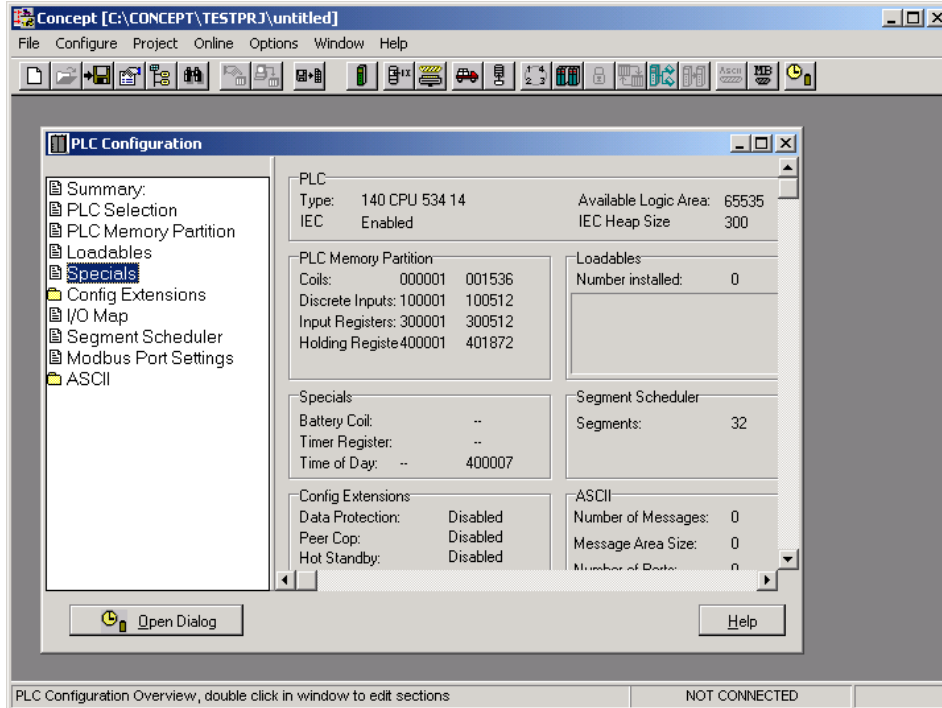 Concept [C:\CONCEPT\TESTPRJ\untitled]
File Configure Project Online Options Window Help
PLC Configuration
Summary:
PLC Selection
PLC Memory Partition
Loadables
Specials
Config Extensions
I/O Map
Segment Scheduler
Modbus Port Settings
ASCII
PLC
Type: 140 CPU 534 14 Available Logic Area: 65535
IEC Enabled IEC Heap Size 300
PLC Memory Partition
Coils: 000001 001536
Discrete Inputs: 100001 100512
Input Registers: 300001 300512
Holding Registe 400001 401872
Loadables
Number installed: 0
Specials
Battery Coil: --
Timer Register: --
Time of Day: -- 400007
Segment Scheduler
Segments: 32
Config Extensions
Data Protection: Disabled
Peer Cop: Disabled
Hot Standby: Disabled
ASCII
Number of Messages: 0
Message Area Size: 0
Number of Ports: 0
Open Dialog
Help
PLC Configuration Overview, double click in window to edit sections
NOT CONNECTED